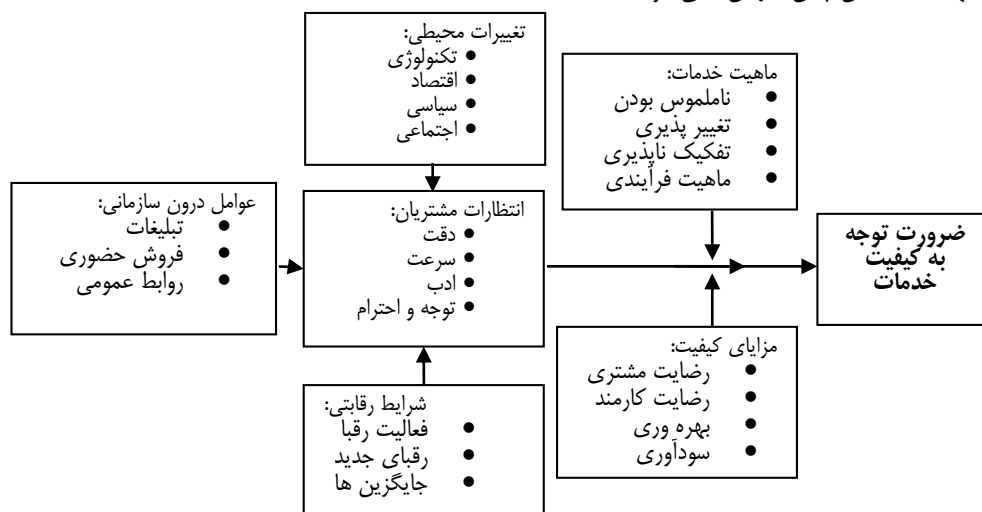 تغییرات محیطی:
● تکنولوژی
● اقتصاد
● سیاسی
● اجتماعی
ماهیت خدمات:
● ناملموس بودن
● تغییر پذیری
● تفکیک ناپذیری
● ماهیت فرآیندی
عوامل درون سازمانی:
● تبلیغات
● فروش حضوری
● روابط عمومی
انتظارات مشتریان:
● دقت
● سرعت
● ادب
● توجه و احترام
ضرورت توجه
به کیفیت
خدمات
مزایای کیفیت:
● رضایت مشتری
● رضایت کارمند
● بهره وری
● سودآوری
شرایط رقابتی:
● فعالیت رقبا
● رقبای جدید
● جایگزین ها